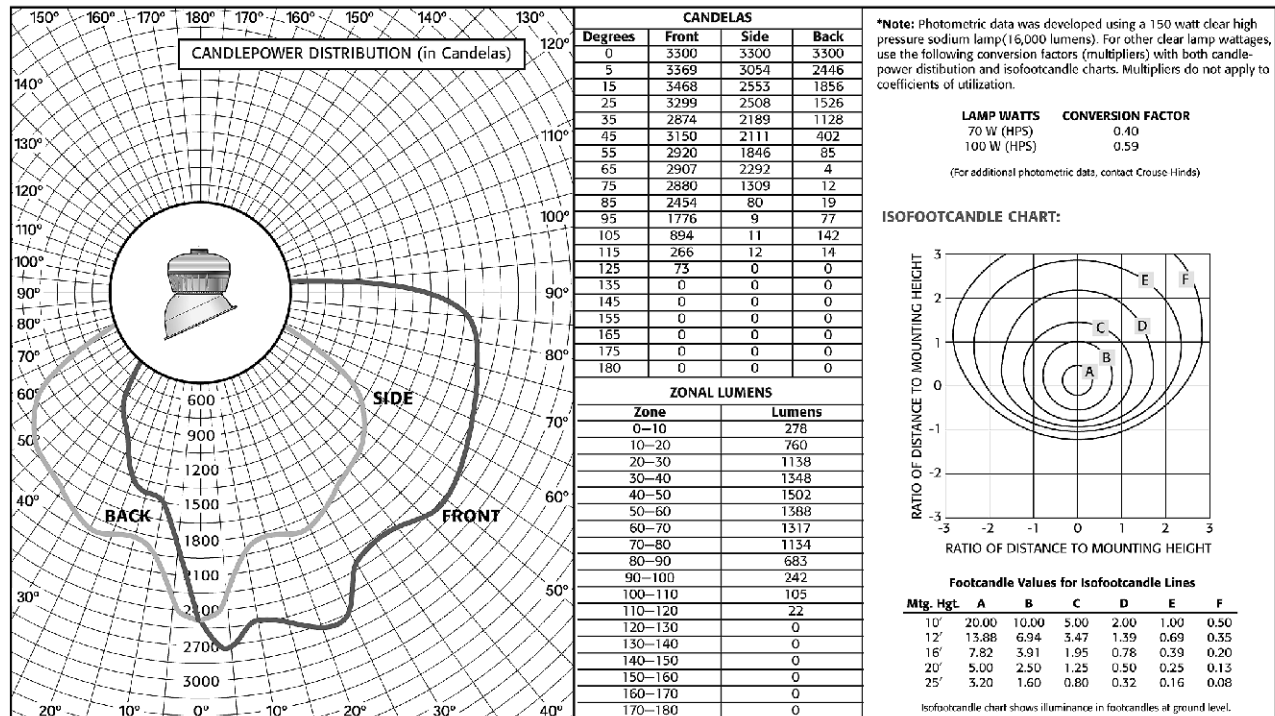 150° 160° 170° 180° 170° 160° 150° 140° 130°
CANDLEPOWER DISTRIBUTION (in Candelas)
120°
140°
110°
130°
120°
100°
110°
100°
90° 90°
80°
80°
70°
60°
70°
50°
60°
40°
50°
30°
SIDE
BACK
FRONT
600
900
1200
1500
1800
2100
2400
2700
3000
20° 10° 0° 10° 20° 30° 40°
CANDELAS
Degrees Front Side Back
0 3300 3300 3300
5 3369 3054 2446
15 3468 2553 1856
25 3299 2508 1526
35 2874 2189 1128
45 3150 2111 402
55 2920 1846 85
65 2907 2292 4
75 2880 1309 12
85 2454 80 19
95 1776 9 77
105 894 11 142
115 266 12 14
125 73 0 0
135 0 0 0
145 0 0 0
155 0 0 0
165 0 0 0
175 0 0 0
180 0 0 0
ZONAL LUMENS
Zone Lumens
0–10 278
10–20 760
20–30 1138
30–40 1348
40–50 1502
50–60 1388
60–70 1317
70–80 1134
80–90 683
90–100 242
100–110 105
110–120 22
120–130 0
130–140 0
140–150 0
150–160 0
160–170 0
170–180 0
*Note: Photometric data was developed using a 150 watt clear high
pressure sodium lamp(16,000 lumens). For other clear lamp wattages,
use the following conversion factors (multipliers) with both candle-
power distibution and isofootcandle charts. Multipliers do not apply to
coefficients of utilization.
LAMP WATTS CONVERSION FACTOR
70 W (HPS) 0.40
100 W (HPS) 0.59
(For additional photometric data, contact Crouse Hinds)
ISOFOOTCANDLE CHART:
RATIO OF DISTANCE TO MOUNTING HEIGHT
3
2
1
0
-1
-2
-3
A
B
C
D
E
F
-3 -2 -1 0 1 2 3
RATIO OF DISTANCE TO MOUNTING HEIGHT
Footcandle Values for Isofootcandle Lines
Mtg. Hgt. A B C D E F
10′ 20.00 10.00 5.00 2.00 1.00 0.50
12′ 13.88 6.94 3.47 1.39 0.69 0.35
16′ 7.82 3.91 1.95 0.78 0.39 0.20
20′ 5.00 2.50 1.25 0.50 0.25 0.13
25′ 3.20 1.60 0.80 0.32 0.16 0.08
Isofootcandle chart shows illuminance in footcandles at ground level.